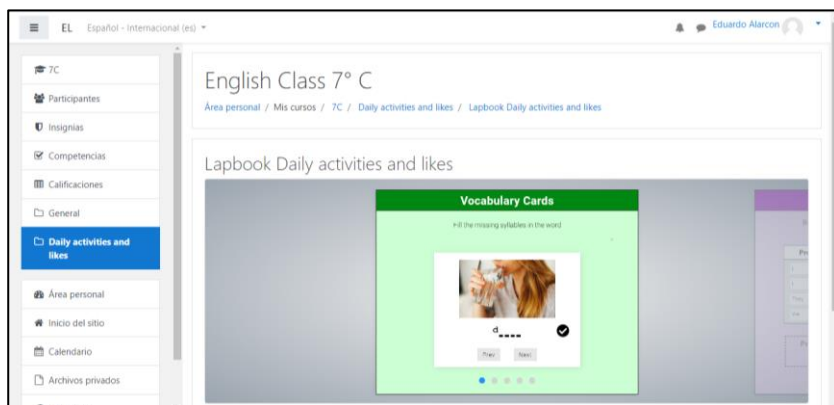 EL Español - Internacional (es)
Eduardo Alarcon
7C
Participantes
Insignias
Competencias
Calificaciones
General
Daily activities and
likes
Área personal
Inicio del sitio
Calendario
Archivos privados
English Class 7° C
Área personal / Mis cursos / 7C / Daily activities and likes / Lapbook Daily activities and likes
Lapbook Daily activities and likes
Vocabulary Cards
Fill the missing syllables in the word
d____
Prev Next